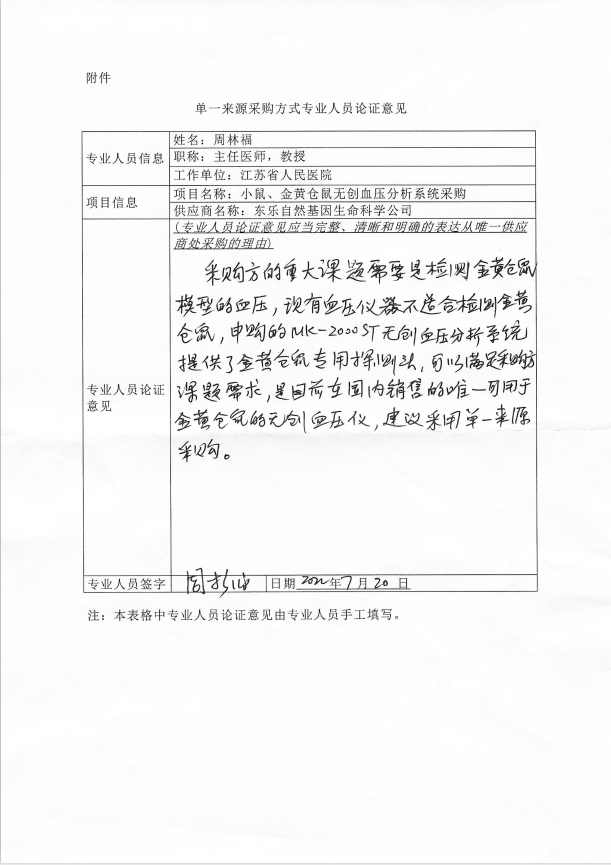 附件
单一来源采购方式专业人员论证意见
专业人员信息
姓名：周林福
职称：主任医师，教授
工作单位：江苏省人民医院
项目信息
项目名称：小鼠、金黄仓鼠无创血压分析系统采购
供应商名称：东乐自然基因生命科学公司
专业人员论证
意见
(专业人员论证意见应当完整、清晰和明确的表达从唯一供应
商处采购的理由)
采购方的重大课题需要是检测金黄仓鼠
模型的血压，现有血压仪器不适合检测金黄
仓鼠，申购的MK-2000ST无创血压分析系统
提供了金黄仓鼠专用探测头，可以满足采购方
课题需求，是目前在国内销售的唯一可用于
金黄仓鼠的无创血压仪，建议采用单一来源
采购。
专业人员签字
周林福
日期 2022年7月20日
注：本表格中专业人员论证意见由专业人员手工填写。